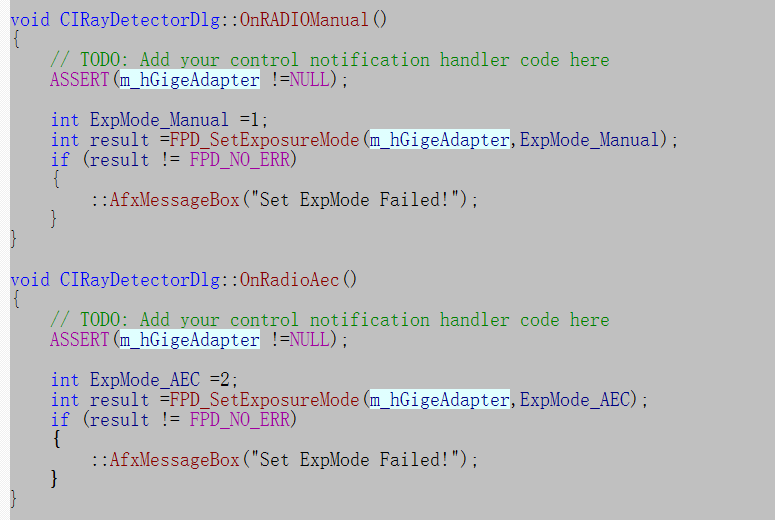 void CIRayDetectorDlg::OnRADIOManual()
{
    // TODO: Add your control notification handler code here
    ASSERT(m_hGigeAdapter !=NULL);

    int ExpMode_Manual =1;
    int result =FPD_SetExposureMode(m_hGigeAdapter,ExpMode_Manual);
    if (result != FPD_NO_ERR)
    {
        ::AfxMessageBox("Set ExpMode Failed!");
    }
}

void CIRayDetectorDlg::OnRadioAec()
{
    // TODO: Add your control notification handler code here
    ASSERT(m_hGigeAdapter !=NULL);

    int ExpMode_AEC =2;
    int result =FPD_SetExposureMode(m_hGigeAdapter,ExpMode_AEC);
    if (result != FPD_NO_ERR)
    {
        ::AfxMessageBox("Set ExpMode Failed!");
    }
}